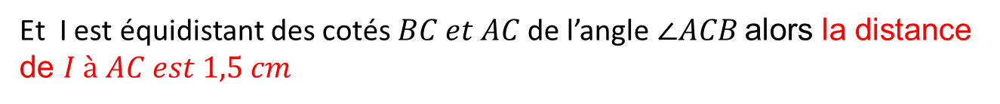 Et I est équidistant des cotés BC et AC de l’angle ∠ACB alors la distance
de I à AC est 1,5 cm